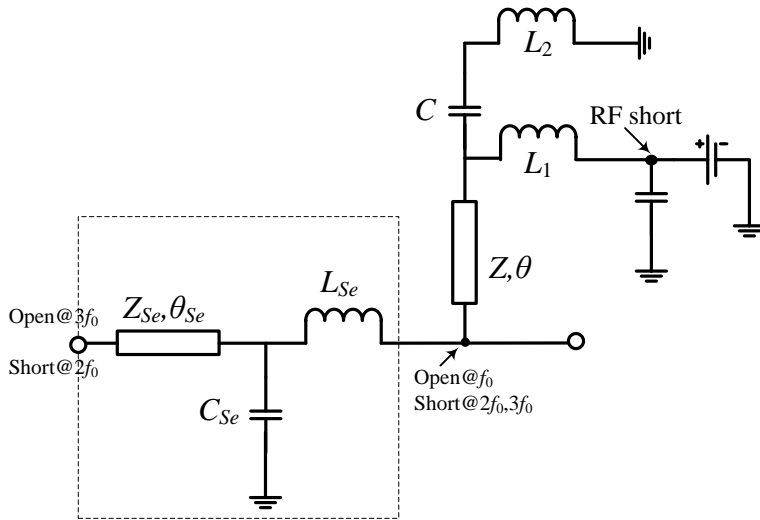 L2
C
RF short
+ -
L1
Z,θ
LSe
ZSe,θSe
Open@3f0
Short@2f0
Open@f0
Short@2f0,3f0
CSe